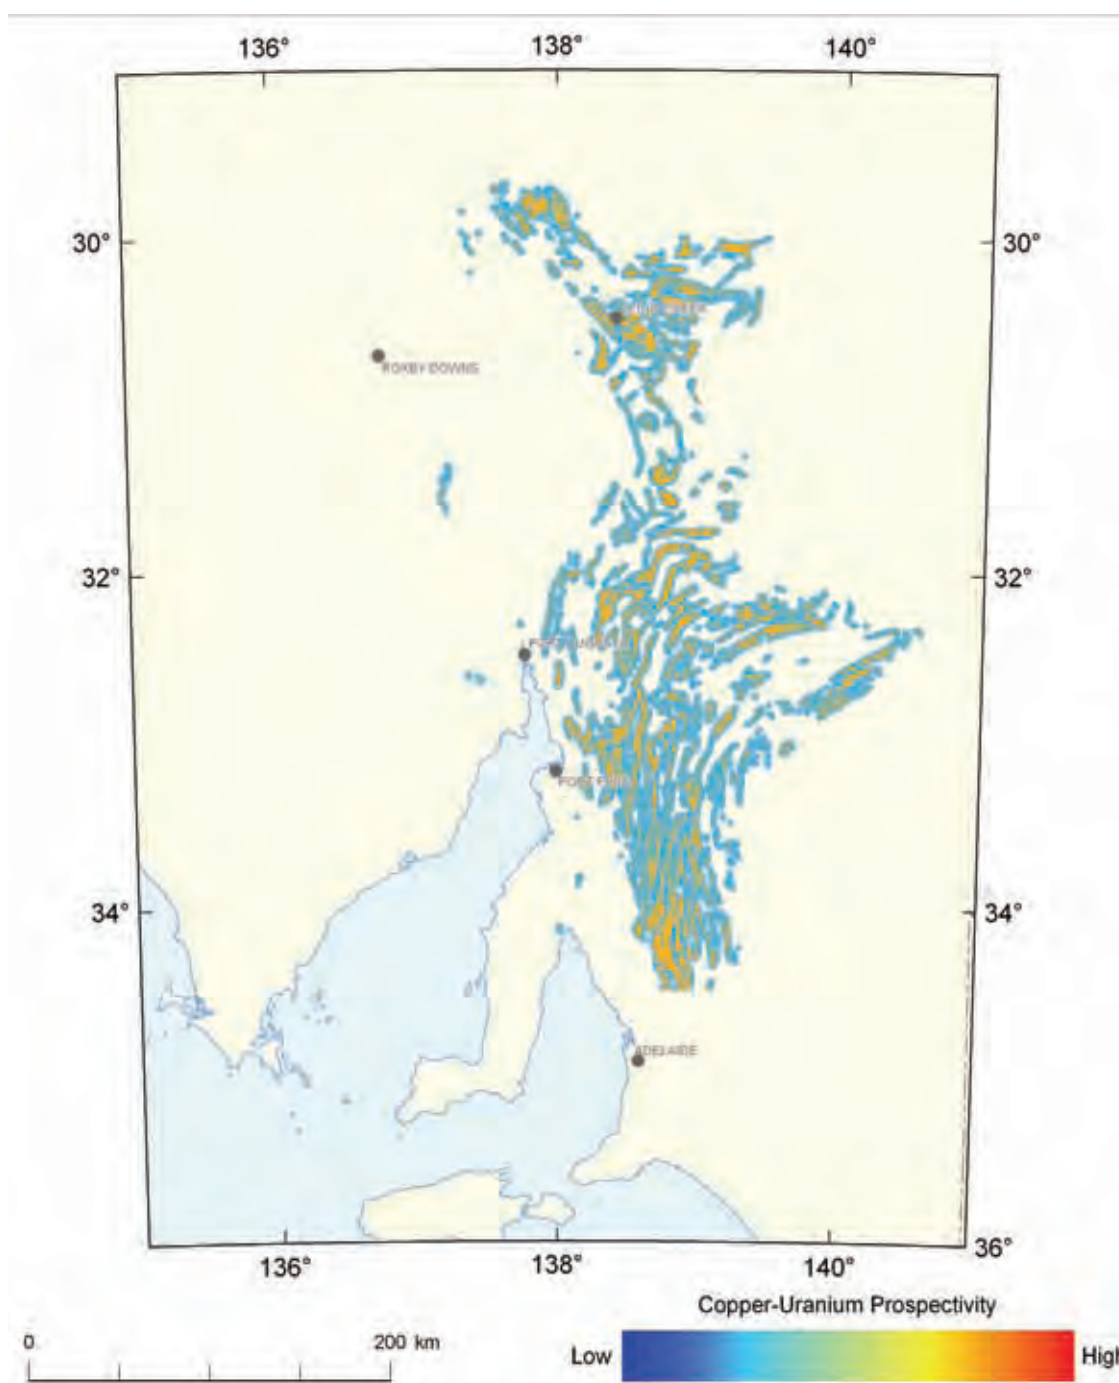 136° 138° 140°
30° 30°
ROXBY DOWNS
32° 32°
34° 34°
ADELAIDE
36°
136° 138° 140°
Copper-Uranium Prospectivity
0 200 km
Low High